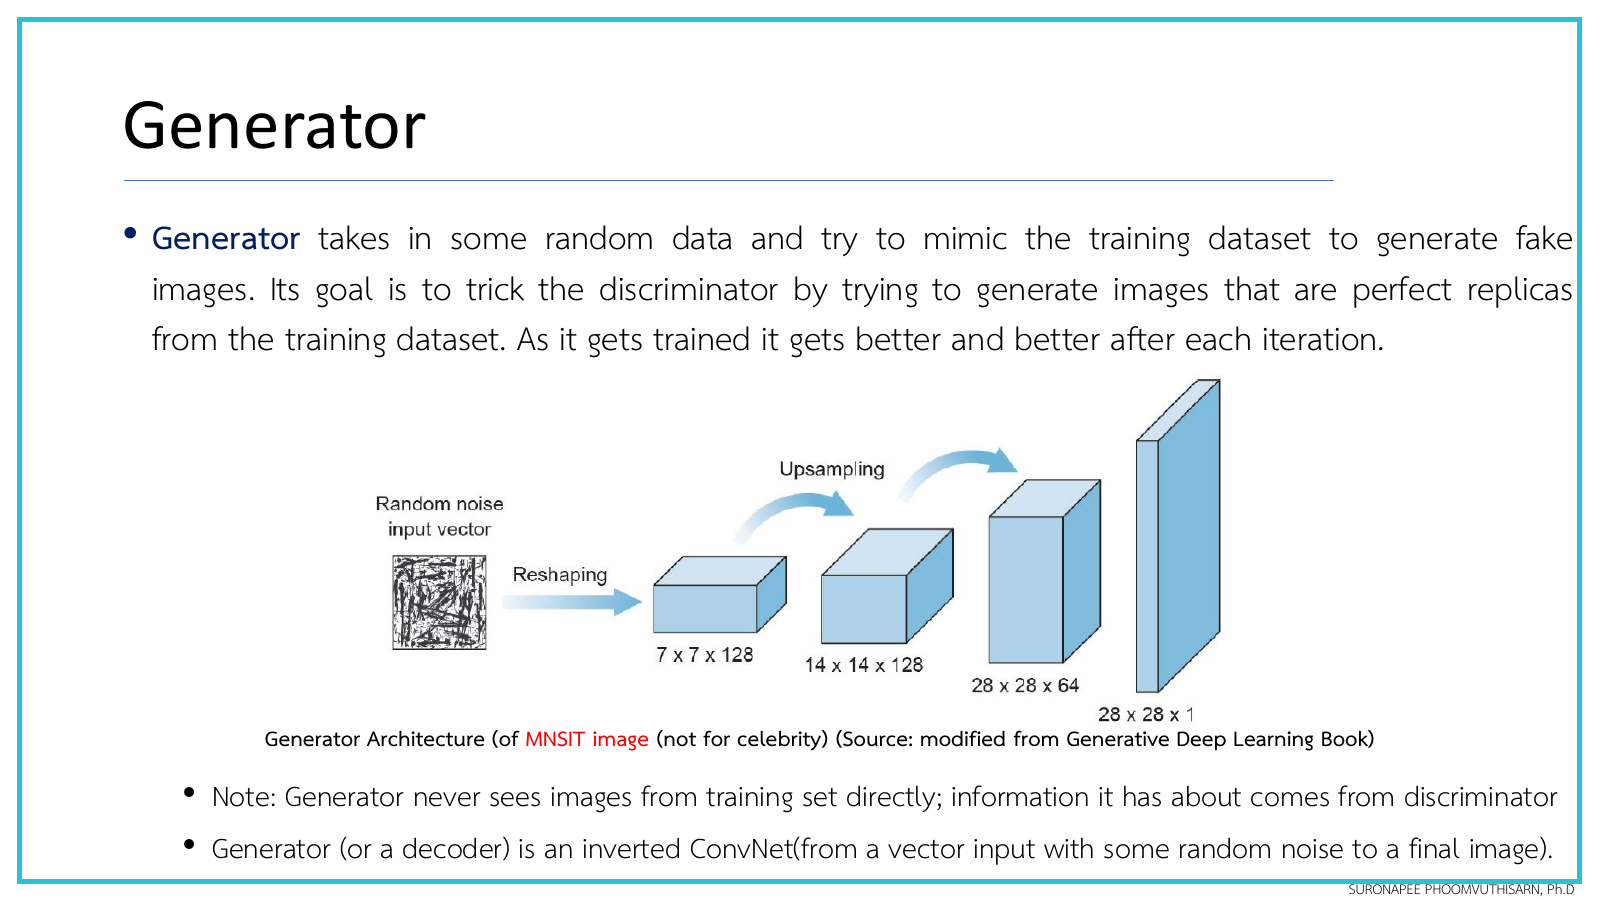 Generator
• Generator takes in some random data and try to mimic the training dataset to generate fake
images. Its goal is to trick the discriminator by trying to generate images that are perfect replicas
from the training dataset. As it gets trained it gets better and better after each iteration.
Upsampling
Random noise
input vector
Reshaping
7 x 7 x 128
14 x 14 x 128
28 x 28 x 64
28 x 28 x 1
Generator Architecture (of MNSIT image (not for celebrity) (Source: modified from Generative Deep Learning Book)
• Note: Generator never sees images from training set directly; information it has about comes from discriminator
• Generator (or a decoder) is an inverted ConvNet(from a vector input with some random noise to a final image).
SURONAPEE PHOOMVUTHISARN, Ph.D